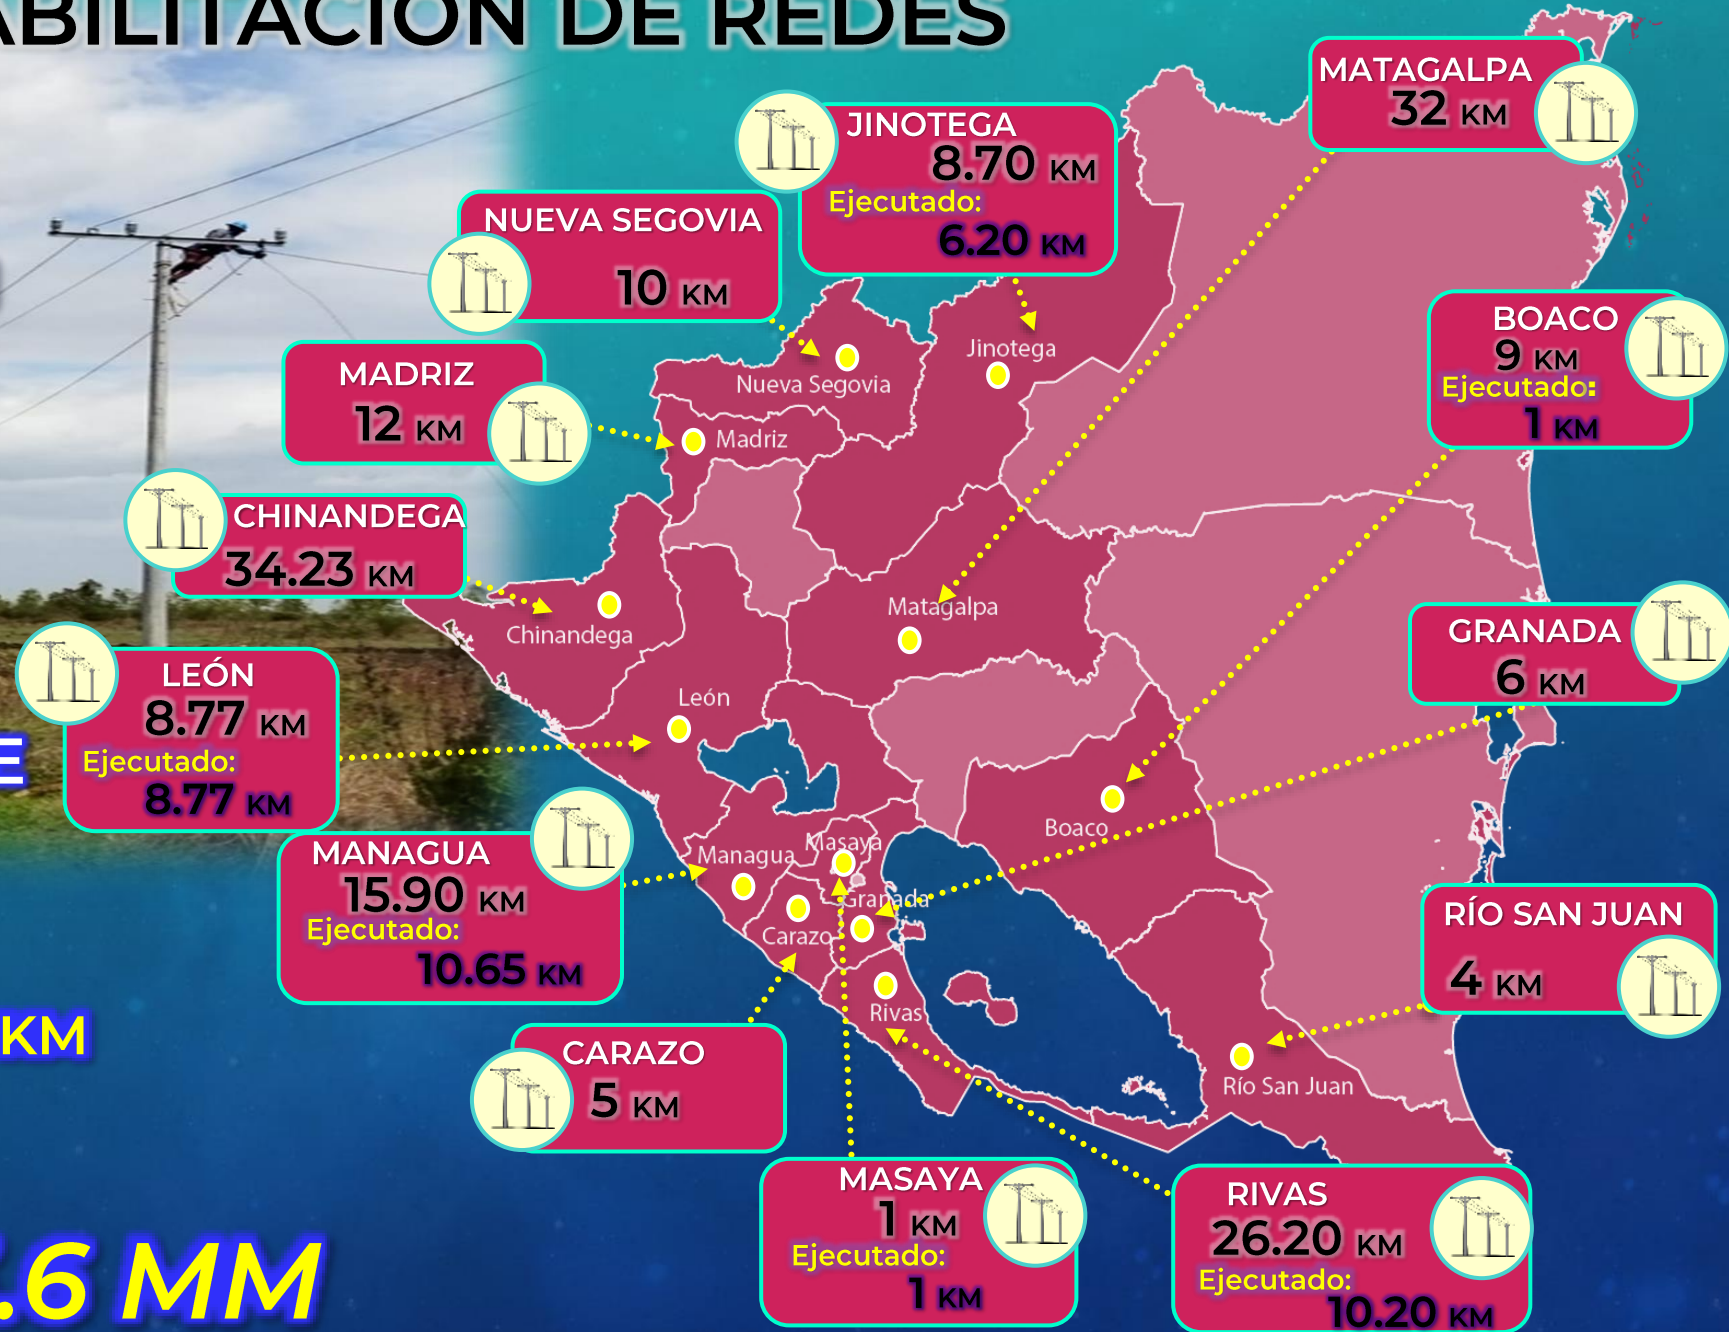 ABILITACIÓN DE REDES
MATAGALPA
32 KM
JINOTEGA
8.70 KM
Ejecutado:
6.20 KM
NUEVA SEGOVIA
10 KM
BOACO
9 KM
Ejecutado:
1 KM
MADRIZ
12 KM
CHINANDEGA
34.23 KM
GRANADA
6 KM
LEÓN
8.77 KM
Ejecutado:
8.77 KM
E
MANAGUA
15.90 KM
Ejecutado:
10.65 KM
RÍO SAN JUAN
4 KM
KM
CARAZO
5 KM
MASAYA
1 KM
Ejecutado:
1 KM
RIVAS
26.20 KM
Ejecutado:
10.20 KM
.6 MM
Jinotega
Nueva Segovia
Madriz
Matagalpa
Chinandega
León
Boaco
Masaya
Managua
Granada
Carazo
Rivas
Río San Juan